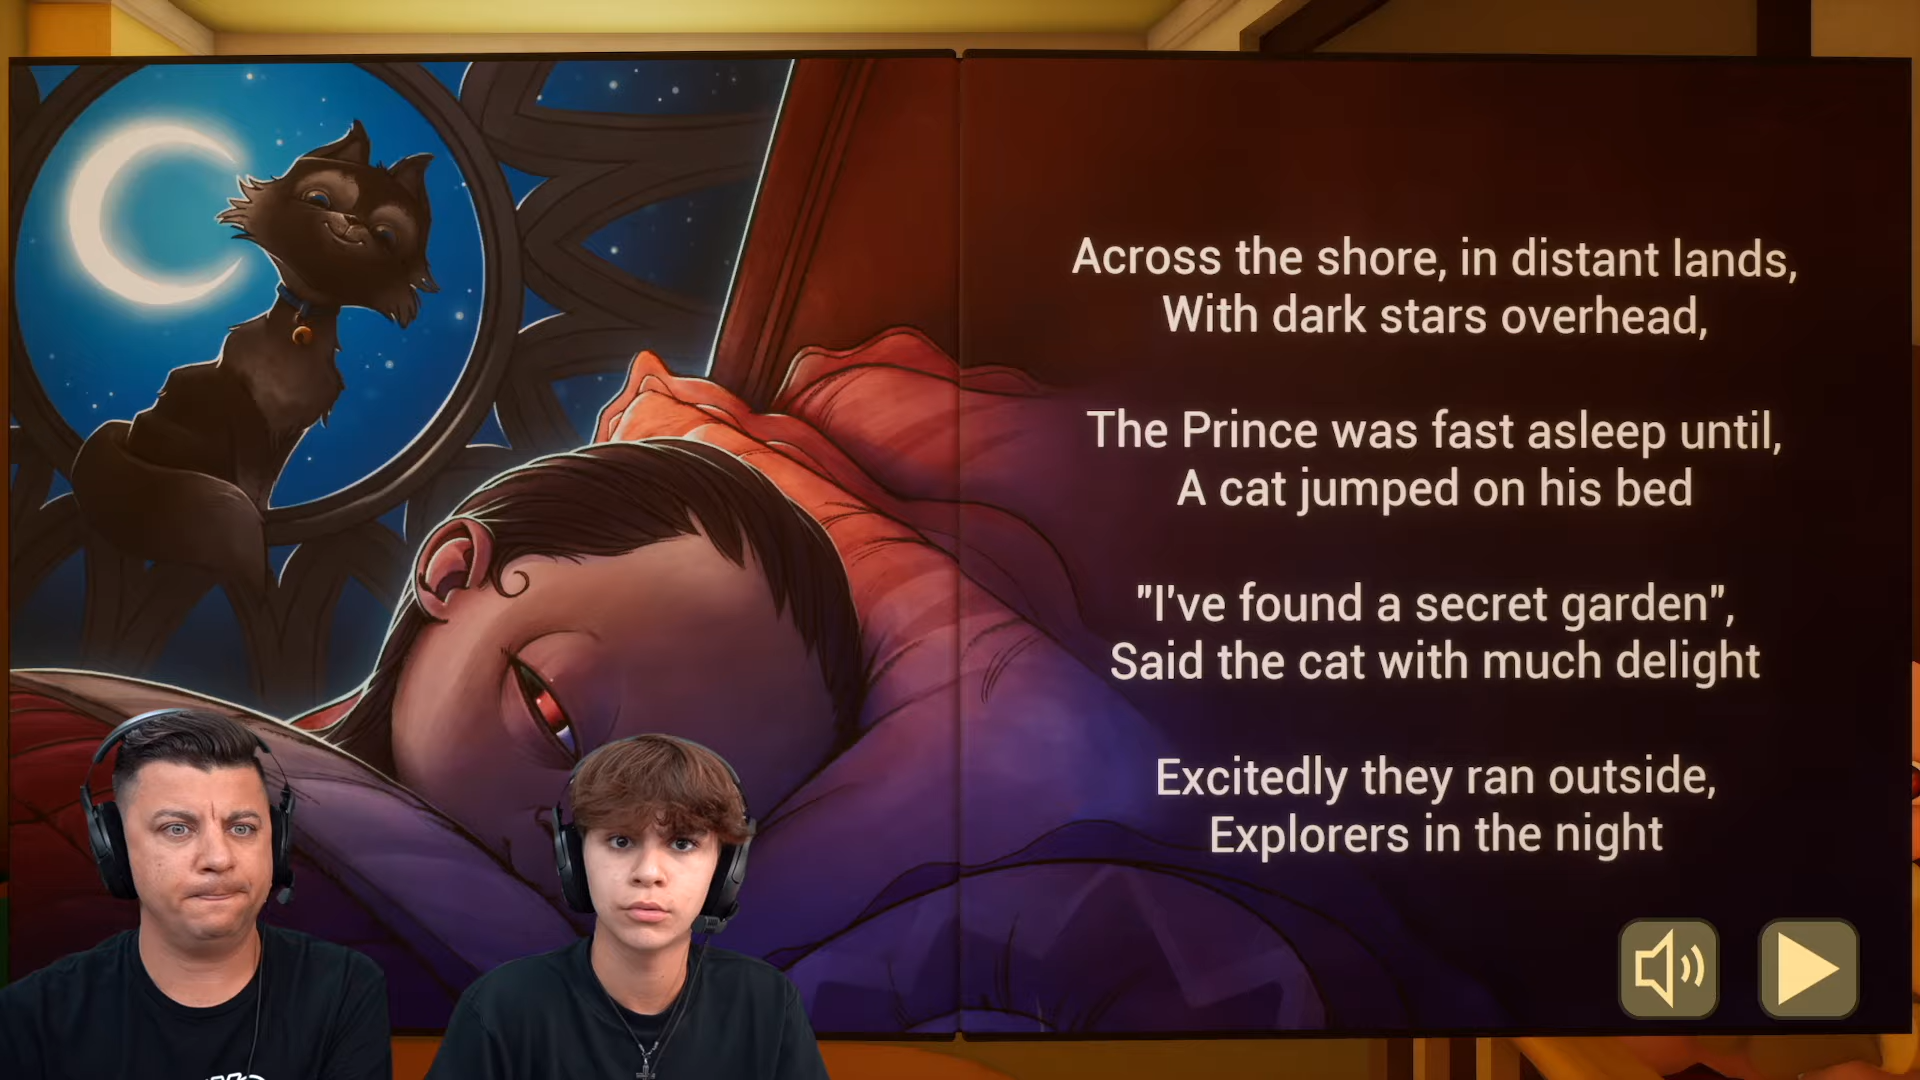 Across the shore, in distant lands,
With dark stars overhead,
The Prince was fast asleep until,
A cat jumped on his bed
"I've found a secret garden",
Said the cat with much delight
Excitedly they ran outside,
Explorers in the night